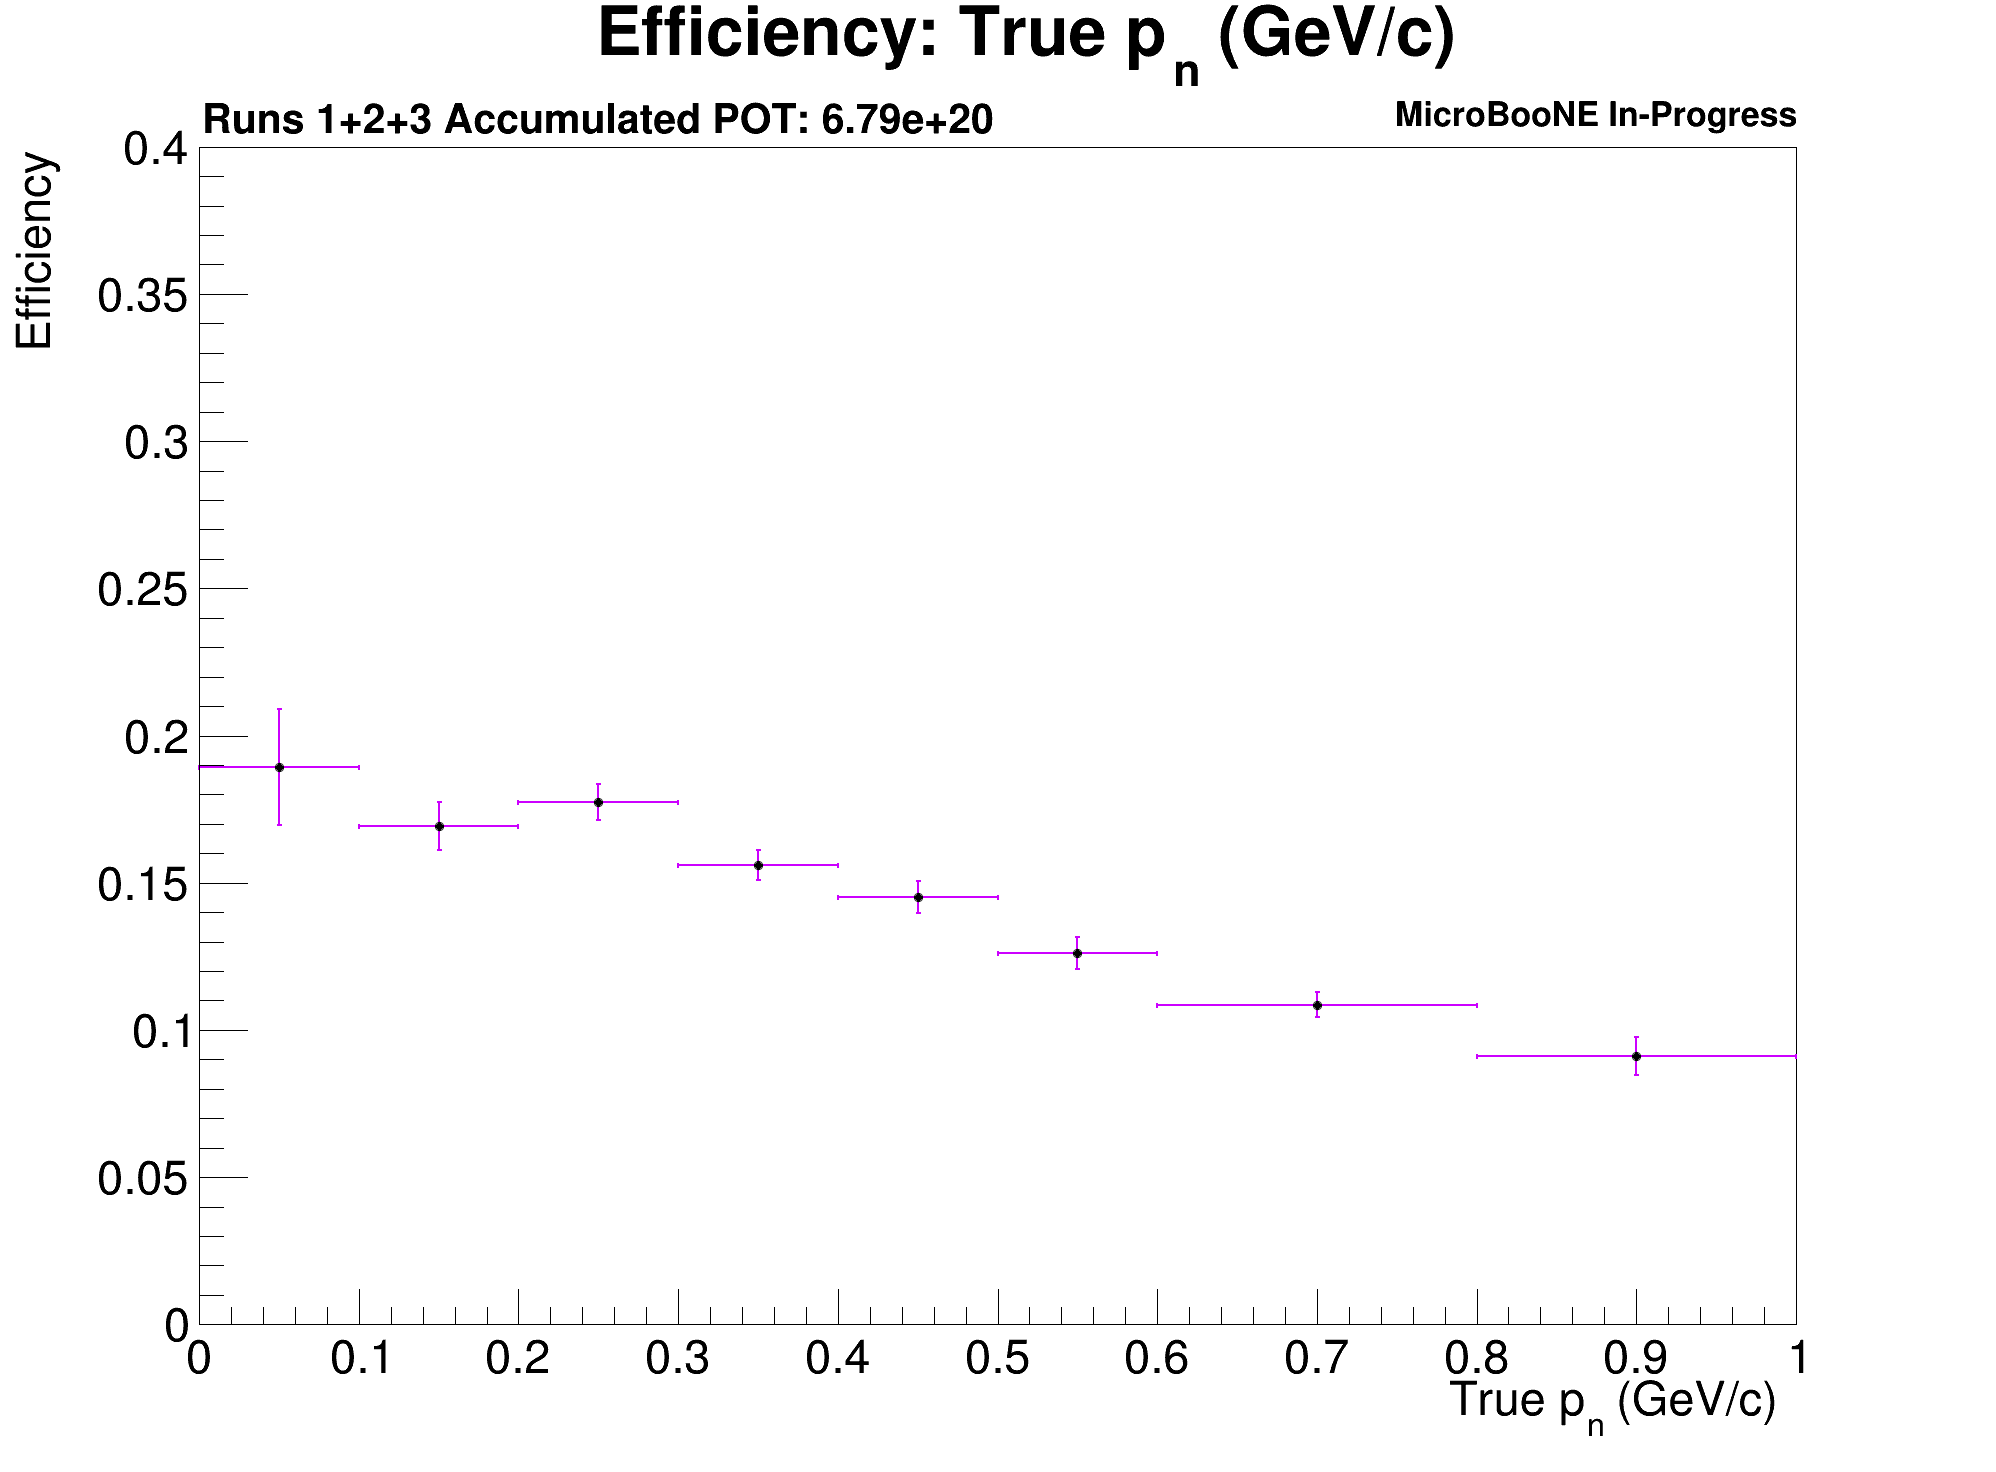 Efficiency: True pn (GeV/c)
Runs 1+2+3 Accumulated POT: 6.79e+20
MicroBooNE In-Progress
Efficiency
0.4
0.35
0.3
0.25
0.2
0.15
0.1
0.05
0
0 0.1 0.2 0.3 0.4 0.5 0.6 0.7 0.8 0.9 1
True pn (GeV/c)